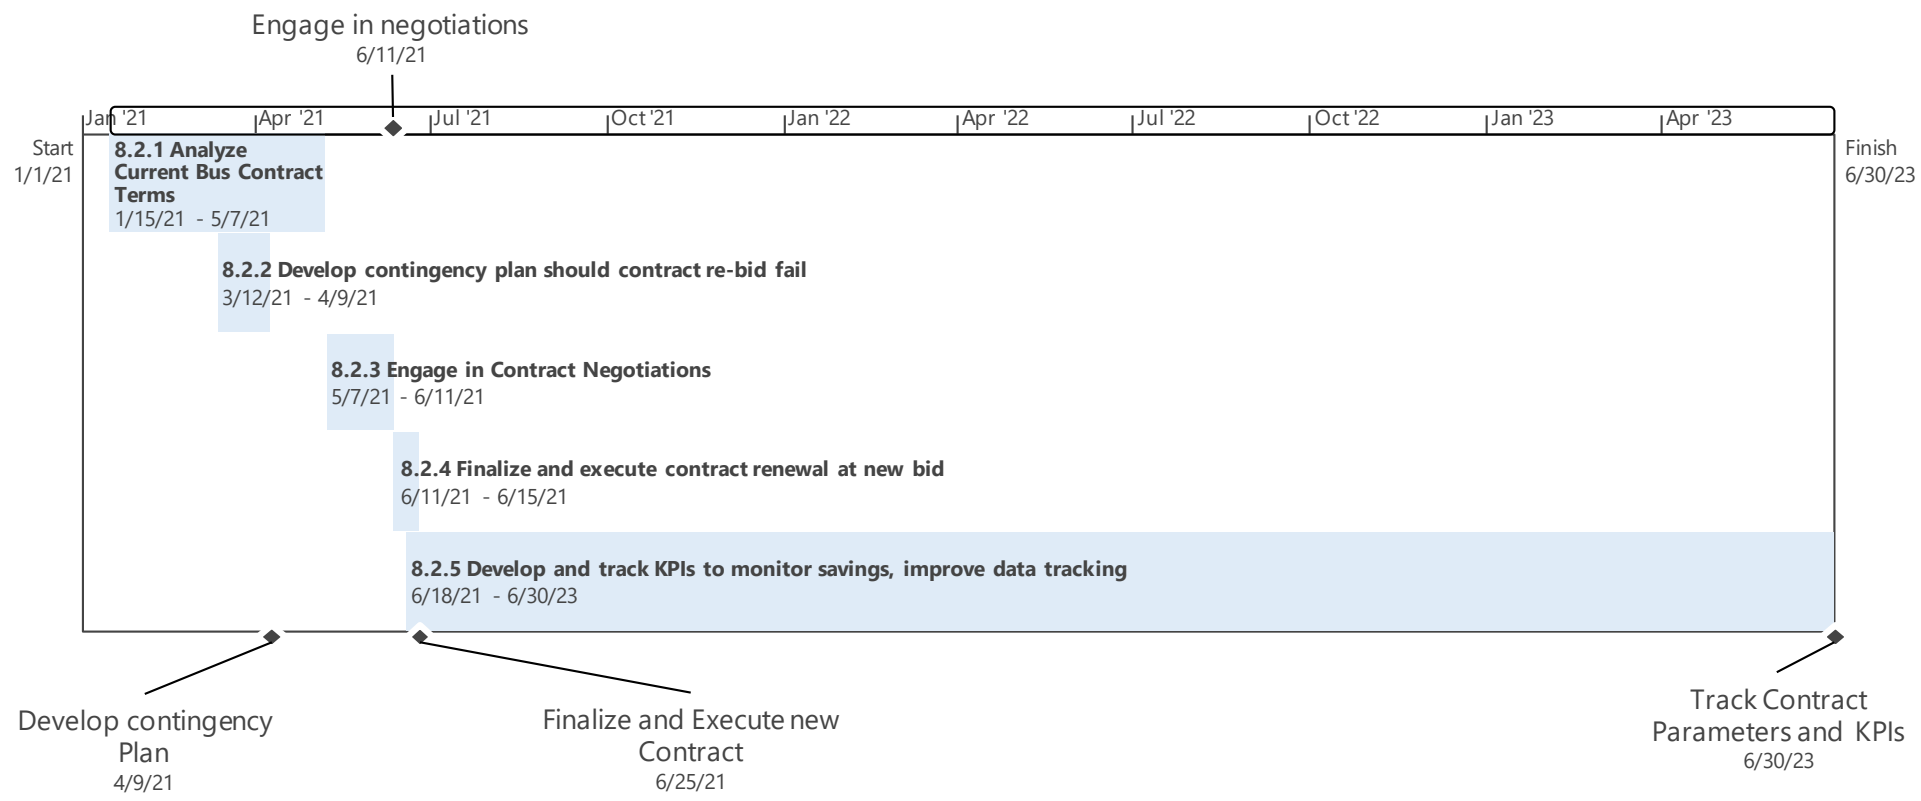 Engage in negotiations
6/11/21
Jan '21 Apr '21 Jul '21 Oct '21 Jan '22 Apr '22 Jul '22 Oct '22 Jan '23 Apr '23
Start
1/1/21
Finish
6/30/23
8.2.1 Analyze
Current Bus Contract
Terms
1/15/21 - 5/7/21
8.2.2 Develop contingency plan should contract re-bid fail
3/12/21 - 4/9/21
8.2.3 Engage in Contract Negotiations
5/7/21 - 6/11/21
8.2.4 Finalize and execute contract renewal at new bid
6/11/21 - 6/15/21
8.2.5 Develop and track KPIs to monitor savings, improve data tracking
6/18/21 - 6/30/23
Develop contingency
Plan
4/9/21
Finalize and Execute new
Contract
6/25/21
Track Contract
Parameters and KPIs
6/30/23